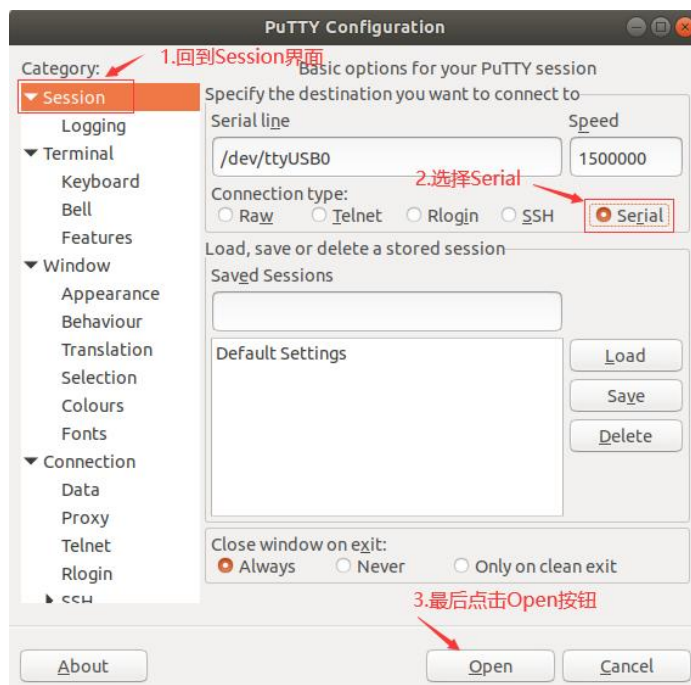 PuTTY Configuration
1.回到Session界面
Category:
Basic options for your PuTTY session
Session
Logging
Terminal
Keyboard
Bell
Features
Window
Appearance
Behaviour
Translation
Selection
Colours
Fonts
Connection
Data
Proxy
Telnet
Rlogin
SSH
Specify the destination you want to connect to
Serial line Speed
/dev/ttyUSB0 1500000
2.选择Serial
Connection type:
Raw Telnet Rlogin SSH Serial
Load, save or delete a stored session
Saved Sessions
Default Settings
Load
Save
Delete
Close window on exit:
Always Never Only on clean exit
3.最后点击Open按钮
About Open Cancel